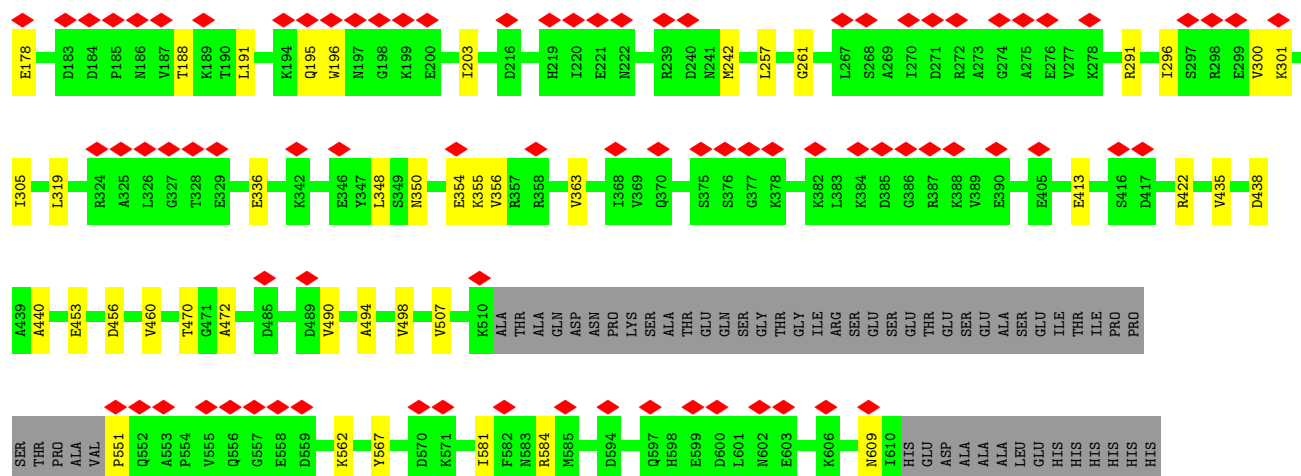 E178 D183 D184 P185 N186 V187 T188 K189 T190 L191 K194 Q195 W196 N197 G198 K199 E200 I203 D216 H219 I220 E221 N222 R239 D240 N241 M242 L257 G261 L267 S268 A269 I270 D271 R272 A273 G274 A275 E276 V277 K278 R291 I296 S297 R298 E299 V300 K301
I305 L319 R324 A325 L326 G327 T328 E329 E336 K342 E346 Y347 L348 S349 N350 E354 K355 V356 R357 R358 V363 I368 V369 Q370 S375 S376 G377 K378 K382 L383 K384 D385 G386 R387 K388 V389 E390 E405 E413 S416 D417 R422 V435 D438
A439 A440 E453 D456 V460 T470 G471 A472 D485 D489 V490 A494 V498 V507 K510 ALA THR ALA GLN ASP ASN PRO LYS SER ALA THR GLU GLN SER GLY THR GLY ILE ARG SER GLU SER GLU THR GLU SER GLU ALA SER GLU ILE THR ILE PRO PRO
SER THR PRO ALA VAL P551 Q552 A553 P554 V555 Q556 G557 E558 D559 K562 Y567 D570 K571 I581 F582 N583 R584 M585 D594 Q597 H598 E599 D600 L601 N602 E603 K606 N609 I610 HIS GLU ASP ALA ALA ALA LEU GLU HIS HIS HIS HIS HIS HIS